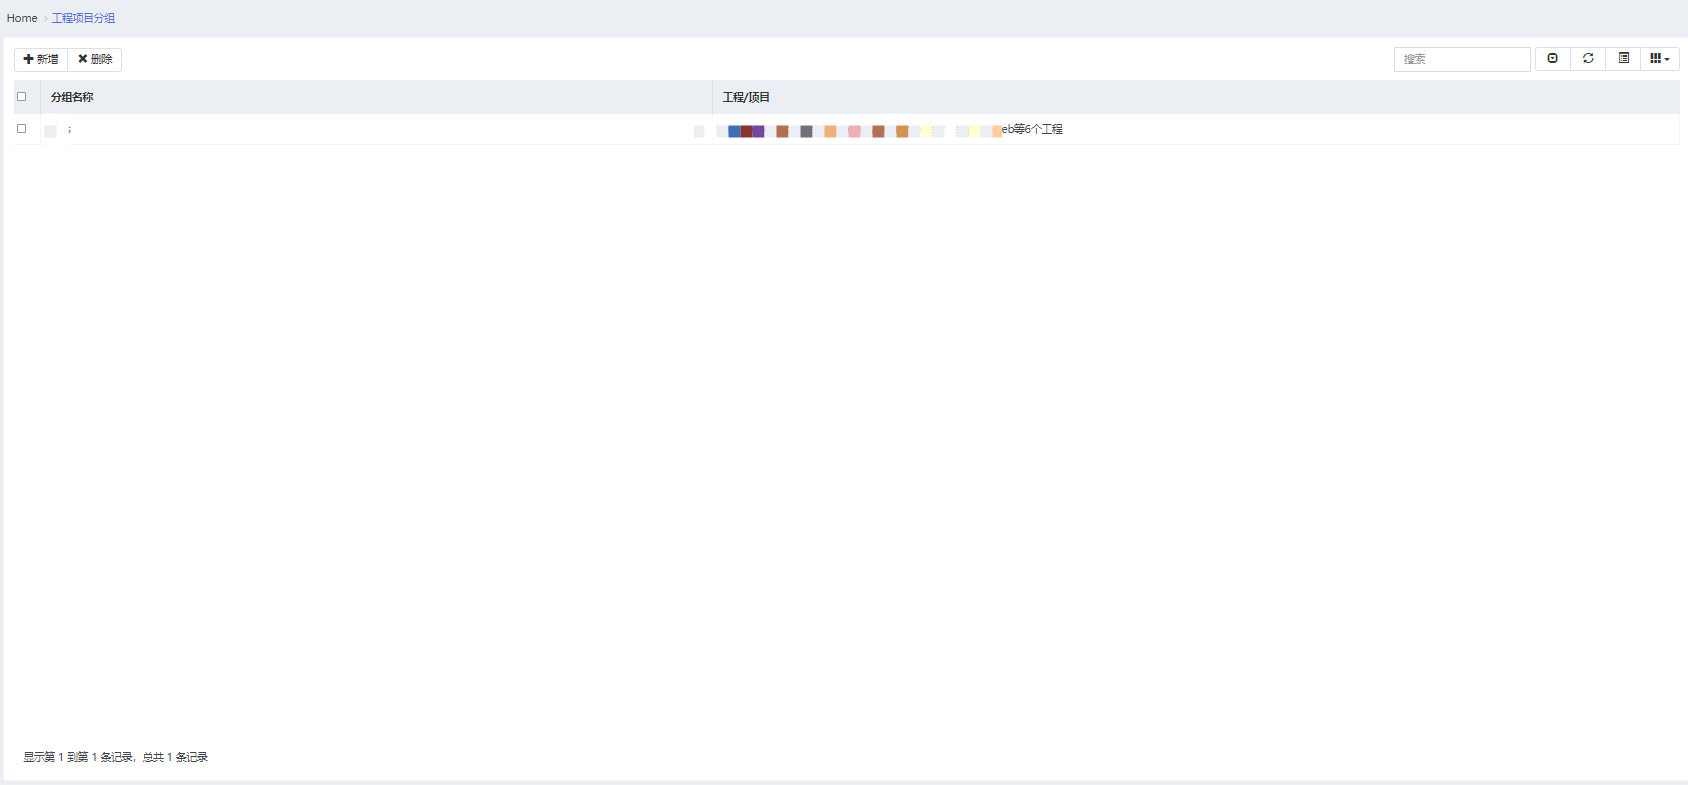 Home 工程项目分组
新增 删除 搜索
分组名称 工程/项目
s eb等6个工程
显示第 1 到第 1 条记录，总共 1 条记录